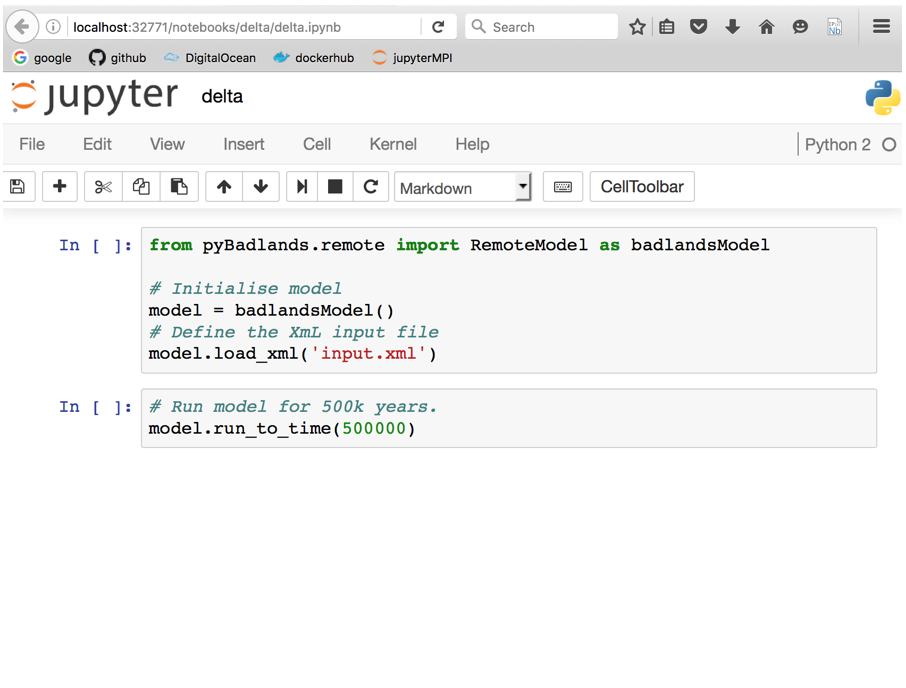 localhost:32771/notebooks/delta/delta.ipynb Search
google github DigitalOcean dockerhub jupyterMPI
jupyter delta
File Edit View Insert Cell Kernel Help Python 2
Markdown CellToolbar
In [ ]: from pyBadlands.remote import RemoteModel as badlandsModel
# Initialise model
model = badlandsModel()
# Define the XmL input file
model.load_xml('input.xml')
In [ ]: # Run model for 500k years.
model.run_to_time(500000)